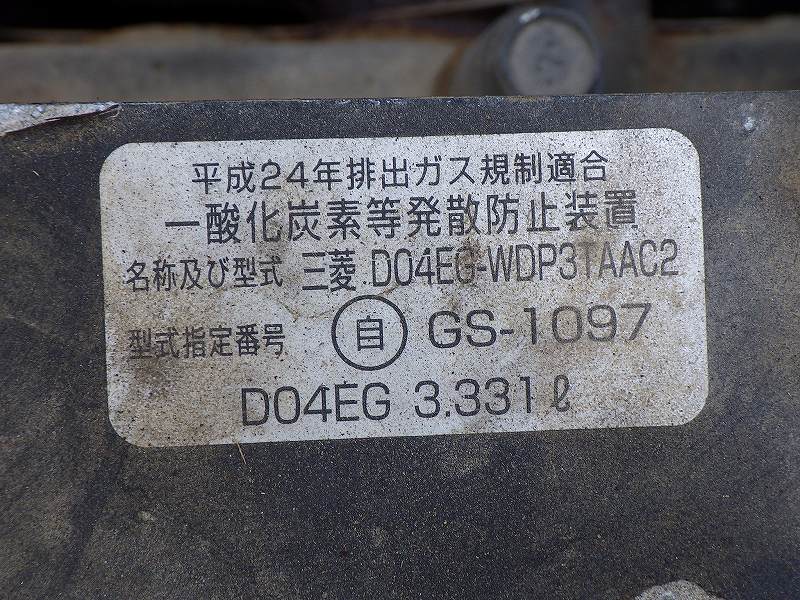 平成24年排出ガス規制適合
一酸化炭素等発散防止装置
名称及び型式 三菱 D04EG-WDP3TAAC2
型式指定番号 自 GS-1097
D04EG 3.331ℓ